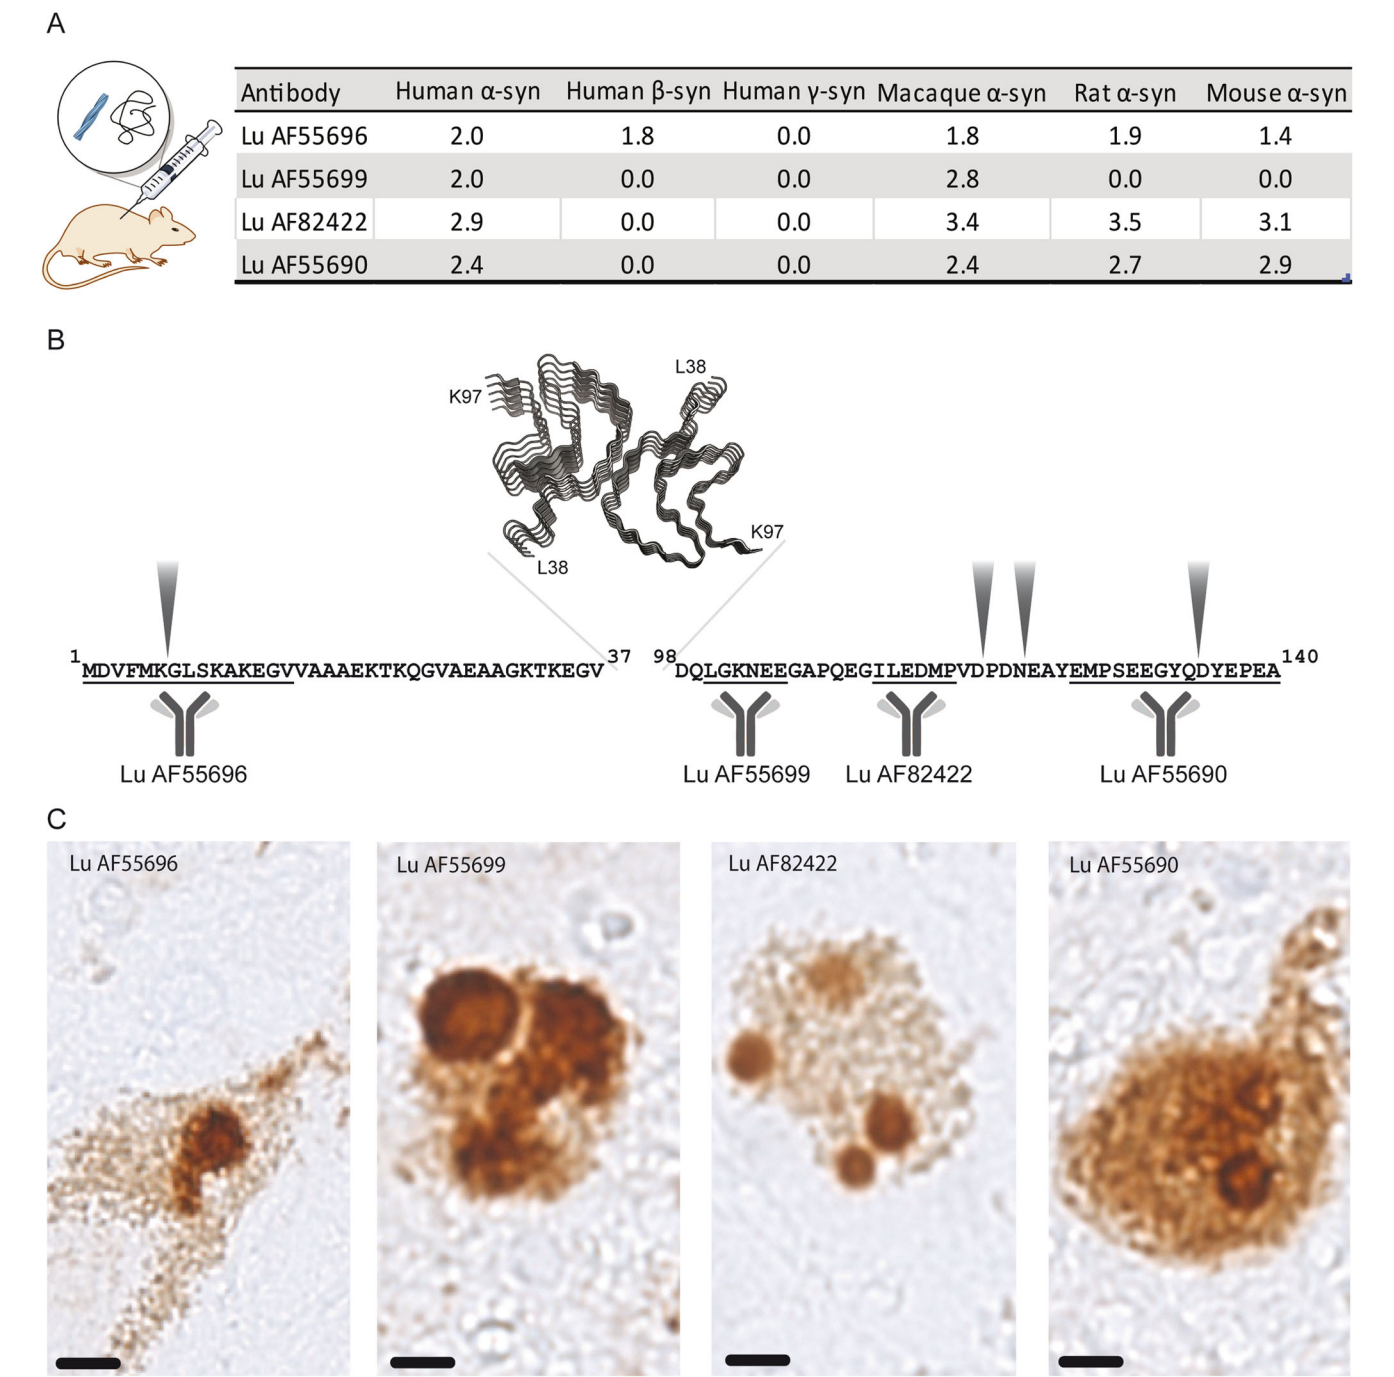 A
Antibody Human α-syn Human β-syn Human γ-syn Macaque α-syn Rat α-syn Mouse α-syn
Lu AF55696 2.0 1.8 0.0 1.8 1.9 1.4
Lu AF55699 2.0 0.0 0.0 2.8 0.0 0.0
Lu AF82422 2.9 0.0 0.0 3.4 3.5 3.1
Lu AF55690 2.4 0.0 0.0 2.4 2.7 2.9
B
L38
K97
K97
L38
1 MDVFMKGLSKAKEGVVAAAEKTKQGVAEAAGKTKEGV 37 98 DQLGKNEEGAPQEGILEDMPVDPDNEAYEMPSEEGYQDYEPEA 140
Lu AF55696 Lu AF55699 Lu AF82422 Lu AF55690
C
Lu AF55696 Lu AF55699 Lu AF82422 Lu AF55690